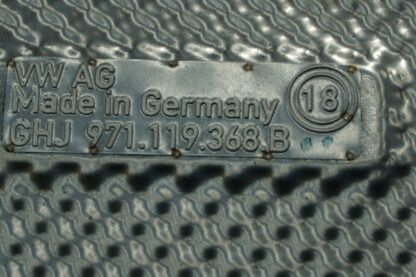 VW AG
Made in Germany
18
GHJ 971.119.368.B